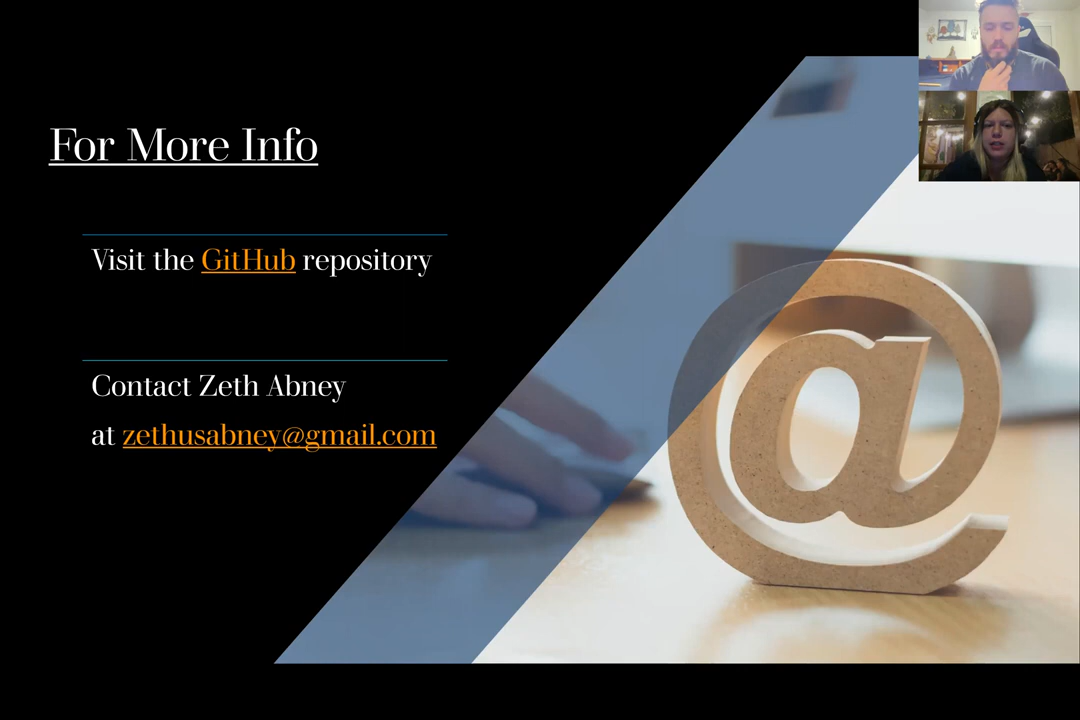 For More Info
Visit the GitHub repository
Contact Zeth Abney
at zethusabney@gmail.com